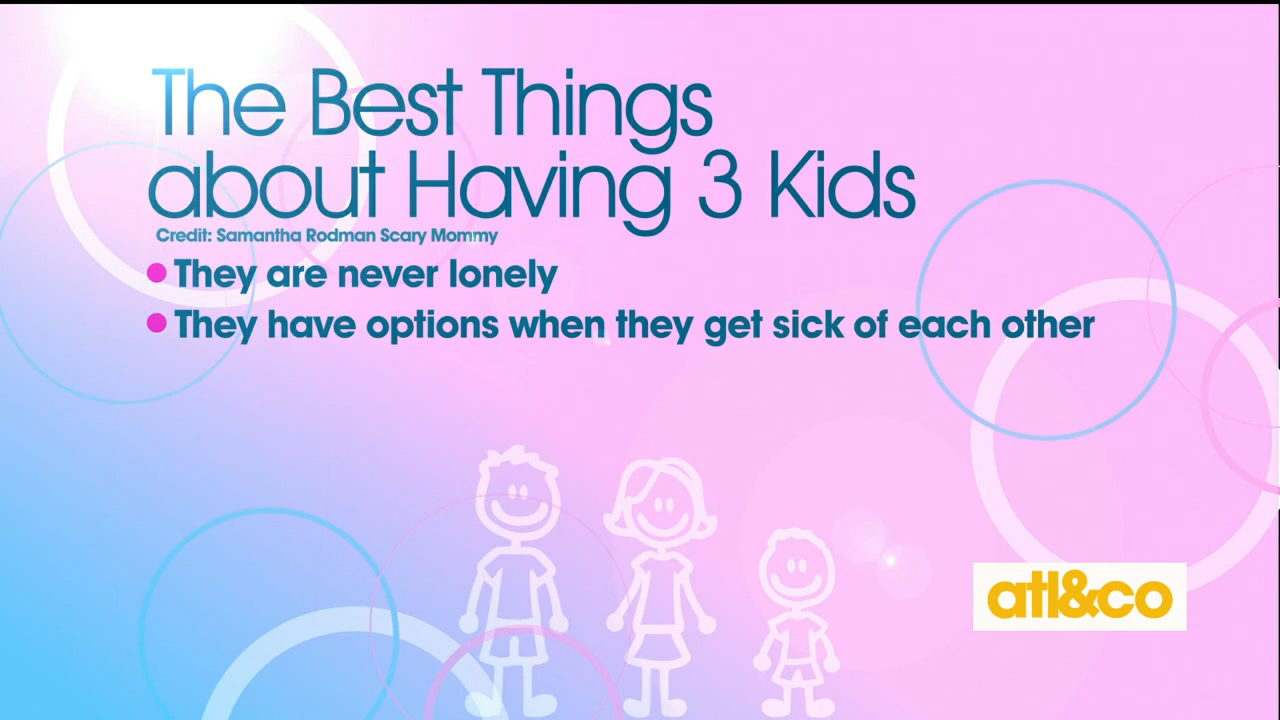 The Best Things
about Having 3 Kids
Credit: Samantha Rodman Scary Mommy
They are never lonely
They have options when they get sick of each other
atl&co